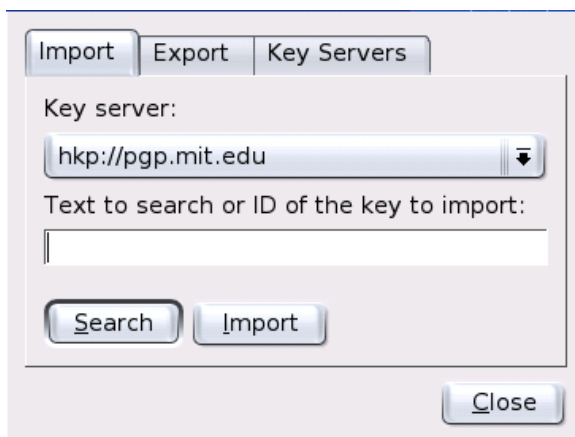 Import Export Key Servers
Key server:
hkp://pgp.mit.edu
Text to search or ID of the key to import:
Search Import
Close